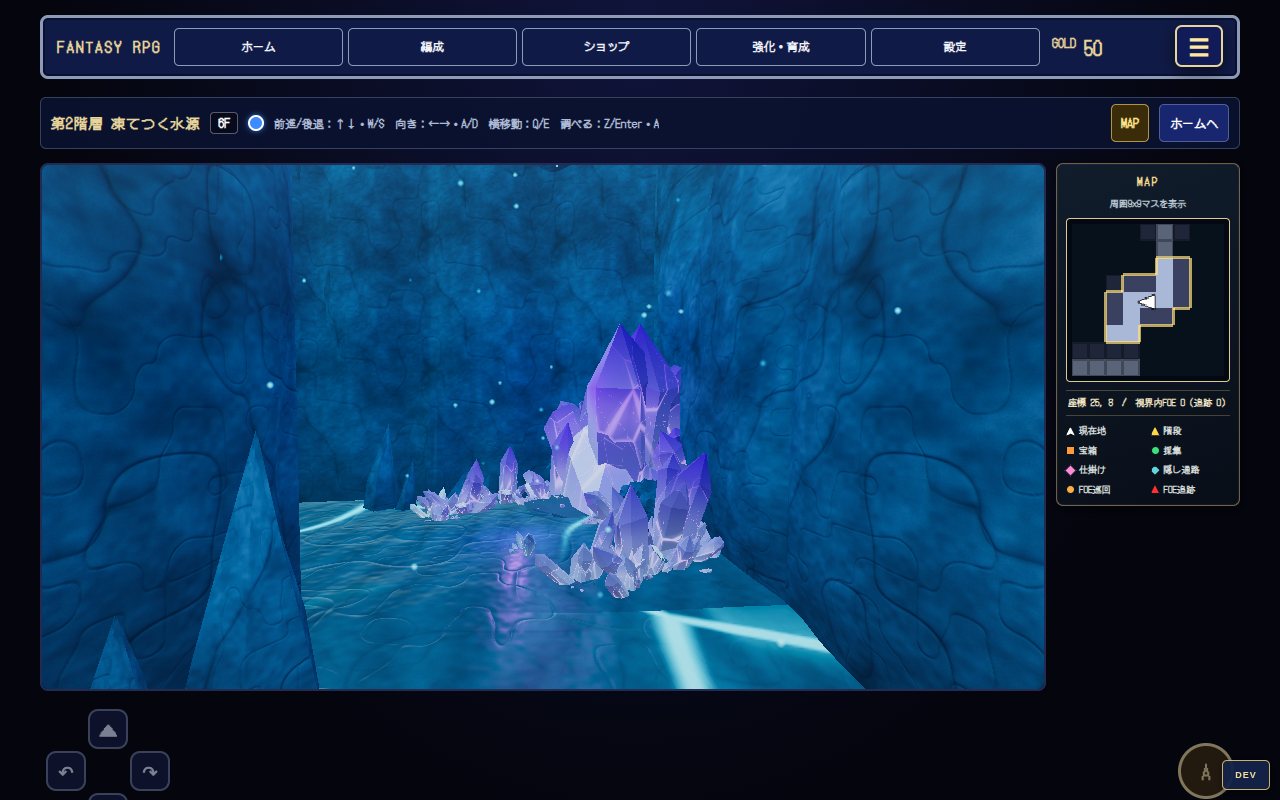 FANTASY RPG ホーム 編成 ショップ 強化・育成 設定 GOLD 50
第2階層 凍てつく水源 6F 前進/後退：↑↓・W/S 向き：←→・A/D 横移動：Q/E 調べる：Z/Enter・A MAP ホームへ
MAP
周囲9x9マスを表示
座標 25, 8 / 視界内FOE 0 (追跡 0)
現在地 階段
宝箱 採集
仕掛け 隠し通路
FOE巡回 FOE追跡
A
DEV